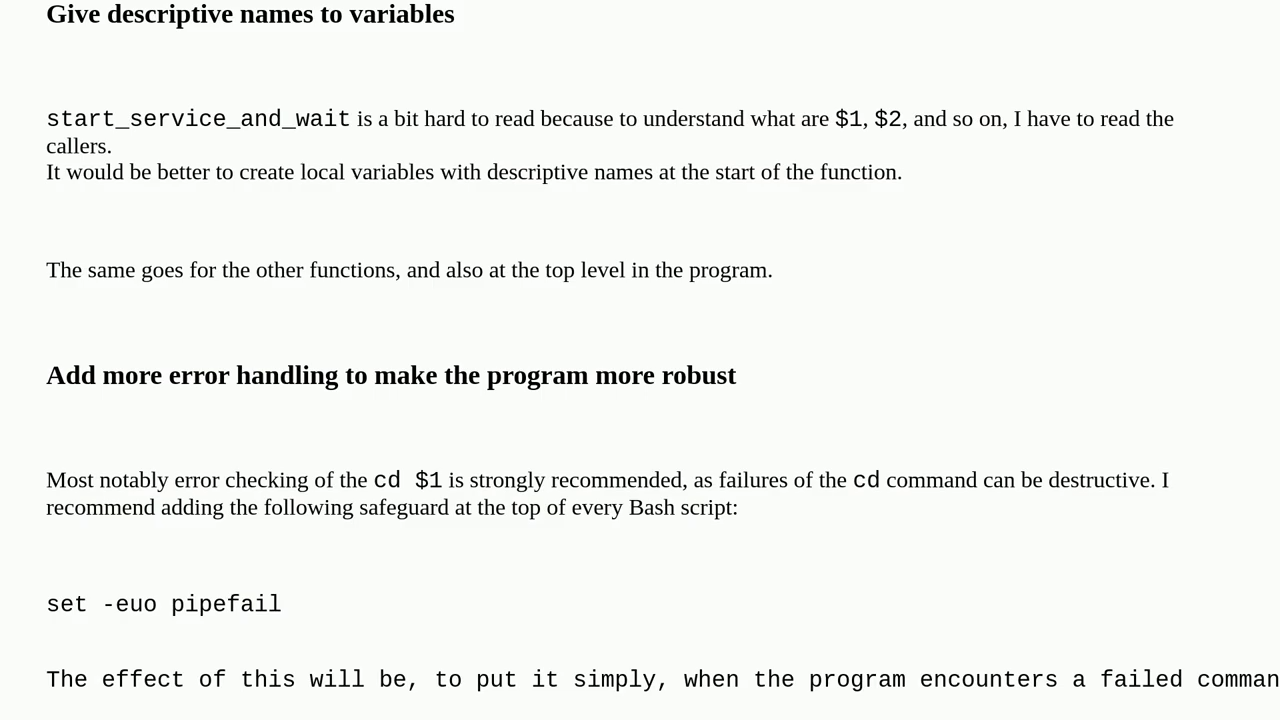 Give descriptive names to variables
start_service_and_wait is a bit hard to read because to understand what are $1, $2, and so on, I have to read the
callers.
It would be better to create local variables with descriptive names at the start of the function.
The same goes for the other functions, and also at the top level in the program.
Add more error handling to make the program more robust
Most notably error checking of the cd $1 is strongly recommended, as failures of the cd command can be destructive. I
recommend adding the following safeguard at the top of every Bash script:
set -euo pipefail
The effect of this will be, to put it simply, when the program encounters a failed comman